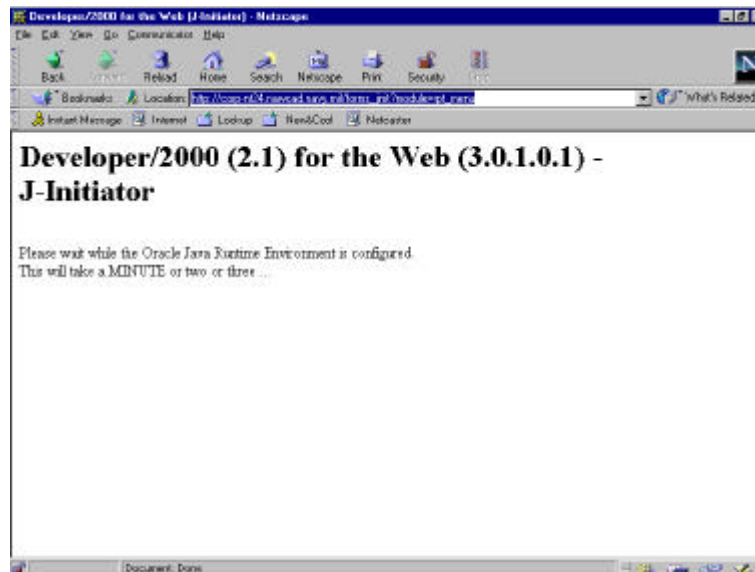 Developer/2000 for the Web (J-Initiator) - Netscape
File Edit View Go Communicator Help
Back Reload Home Search Netscape Print Security
Bookmarks Location: What's Related
Instant Message Internet Lookup New&Cool Netcaster
Developer/2000 (2.1) for the Web (3.0.1.0.1) -
J-Initiator
Please wait while the Oracle Java Runtime Environment is configured.
This will take a MINUTE or two or three ...
Document: Done